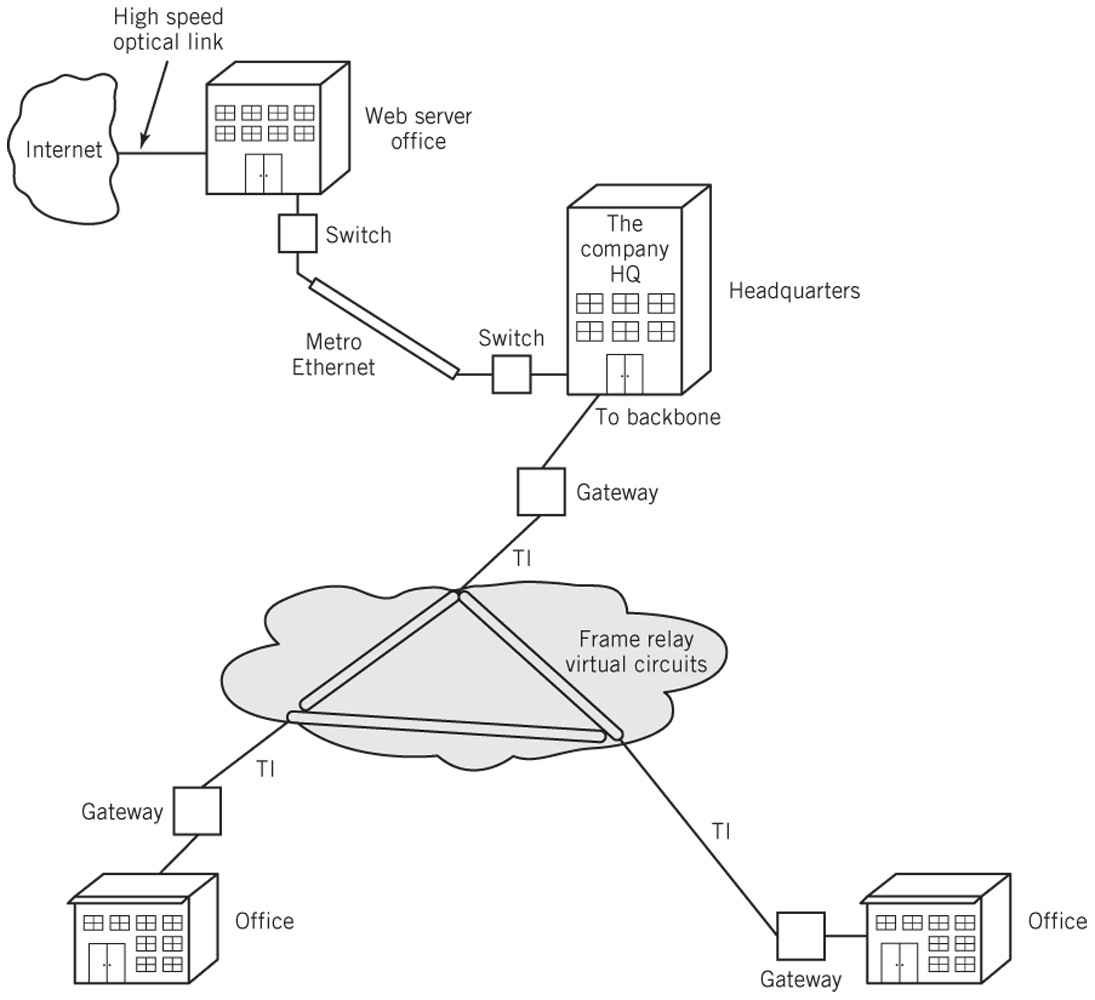 High speed
optical link
Internet
Web server
office
Switch
The
company
HQ
Headquarters
Metro
Ethernet
Switch
To backbone
Gateway
TI
Frame relay
virtual circuits
TI
Gateway
TI
Office
Office
Gateway